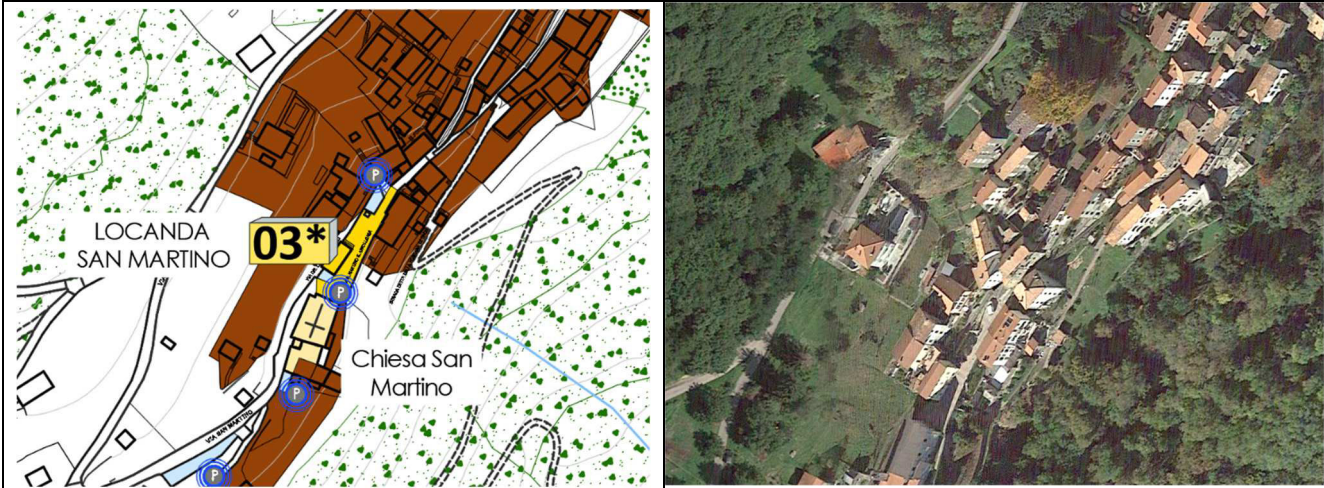 P
LOCANDA
SAN MARTINO
03*
P
Chiesa San
Martino
P
VIA SAN MARTINO
P